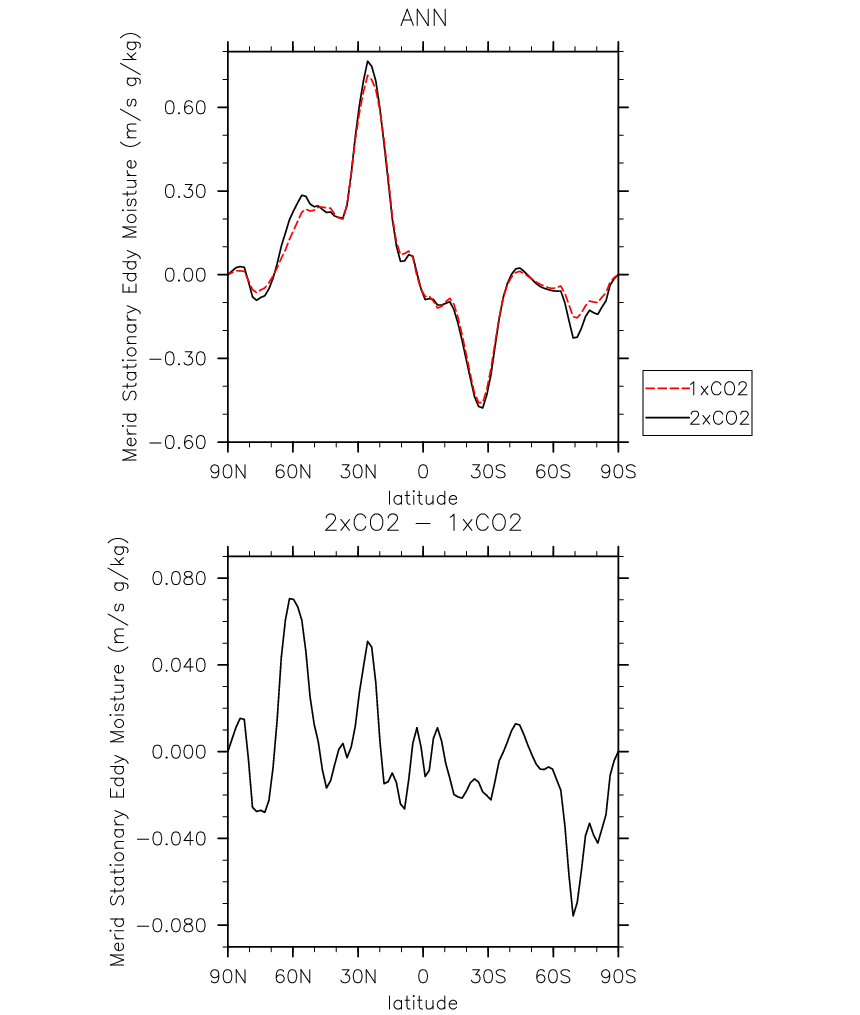 ANN
Merid Stationary Eddy Moisture (m/s g/kg)
0.60
0.30
0.00
−0.30
−0.60
90N 60N 30N 0 30S 60S 90S
latitude
1xCO2
2xCO2
2xCO2 − 1xCO2
Merid Stationary Eddy Moisture (m/s g/kg)
0.080
0.040
0.000
−0.040
−0.080
90N 60N 30N 0 30S 60S 90S
latitude